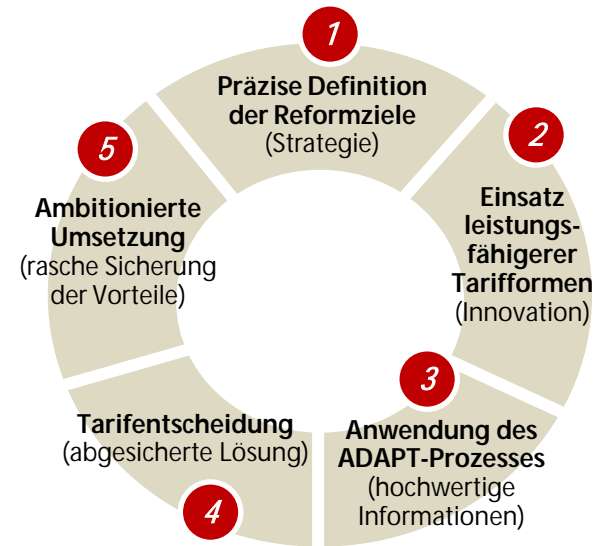 1
Präzise Definition
der Reformziele
(Strategie)
2
Einsatz
leistungs-
fähigerer
Tarifformen
(Innovation)
3
Anwendung des
ADAPT-Prozesses
(hochwertige
Informationen)
4
Tarifentscheidung
(abgesicherte Lösung)
5
Ambitionierte
Umsetzung
(rasche Sicherung
der Vorteile)